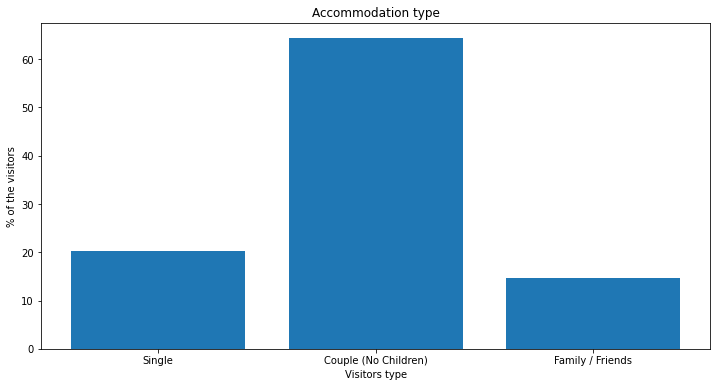 Accommodation type
% of the visitors
60
50
40
30
20
10
0
Single Couple (No Children) Family / Friends
Visitors type